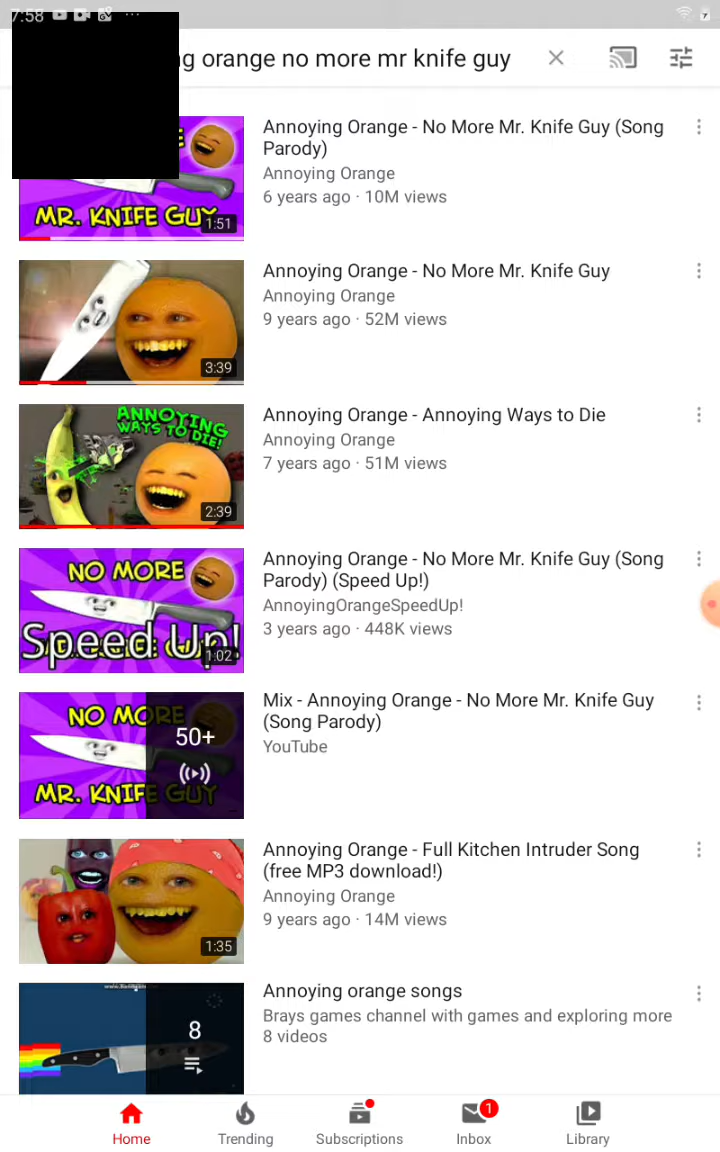 7:58
ng orange no more mr knife guy
MR. KNIFE GUY
1:51
Annoying Orange - No More Mr. Knife Guy (Song
Parody)
Annoying Orange
6 years ago · 10M views
3:39
Annoying Orange - No More Mr. Knife Guy
Annoying Orange
9 years ago · 52M views
ANNOYING
WAYS TO DIE!
2:39
Annoying Orange - Annoying Ways to Die
Annoying Orange
7 years ago · 51M views
NO MORE
Speed Up!
1:02
Annoying Orange - No More Mr. Knife Guy (Song
Parody) (Speed Up!)
AnnoyingOrangeSpeedUp!
3 years ago · 448K views
NO MORE
50+
MR. KNIFE GUY
Mix - Annoying Orange - No More Mr. Knife Guy
(Song Parody)
YouTube
1:35
Annoying Orange - Full Kitchen Intruder Song
(free MP3 download!)
Annoying Orange
9 years ago · 14M views
8
Annoying orange songs
Brays games channel with games and exploring more
8 videos
Home
Trending
Subscriptions
1
Inbox
Library